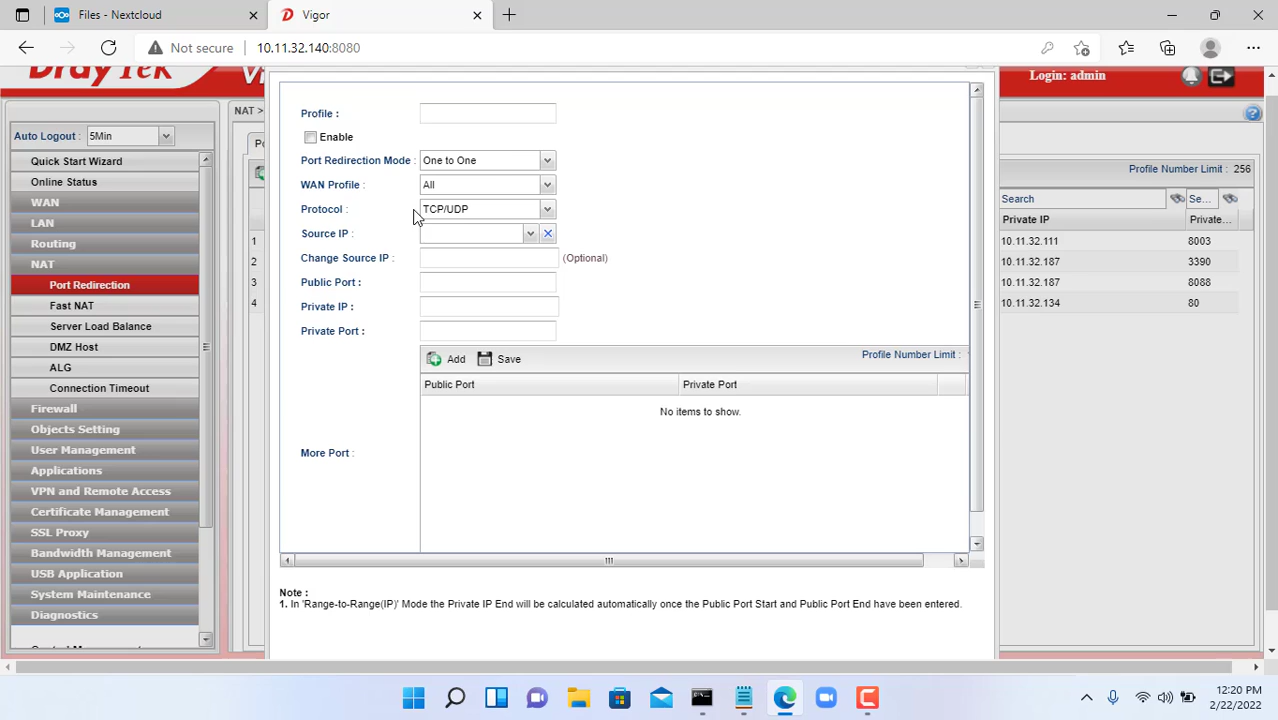 Files - Nextcloud
Vigor
Not secure
10.11.32.140:8080
DrayTek
Login: admin
Auto Logout : 5Min
NAT >
Quick Start Wizard
Online Status
WAN
LAN
Routing
NAT
Port Redirection
Fast NAT
Server Load Balance
DMZ Host
ALG
Connection Timeout
Firewall
Objects Setting
User Management
Applications
VPN and Remote Access
Certificate Management
SSL Proxy
Bandwidth Management
USB Application
System Maintenance
Diagnostics
1
2
3
4
Profile :
Enable
Port Redirection Mode : One to One
WAN Profile : All
Protocol : TCP/UDP
Source IP :
Change Source IP : (Optional)
Public Port :
Private IP :
Private Port :
Add Save Profile Number Limit :
Public Port Private Port
No items to show.
More Port :
Note :
1. In 'Range-to-Range(IP)' Mode the Private IP End will be calculated automatically once the Public Port Start and Public Port End have been entered.
Profile Number Limit : 256
Search Se...
Private IP Private...
10.11.32.111 8003
10.11.32.187 3390
10.11.32.187 8088
10.11.32.134 80
12:20 PM
2/22/2022